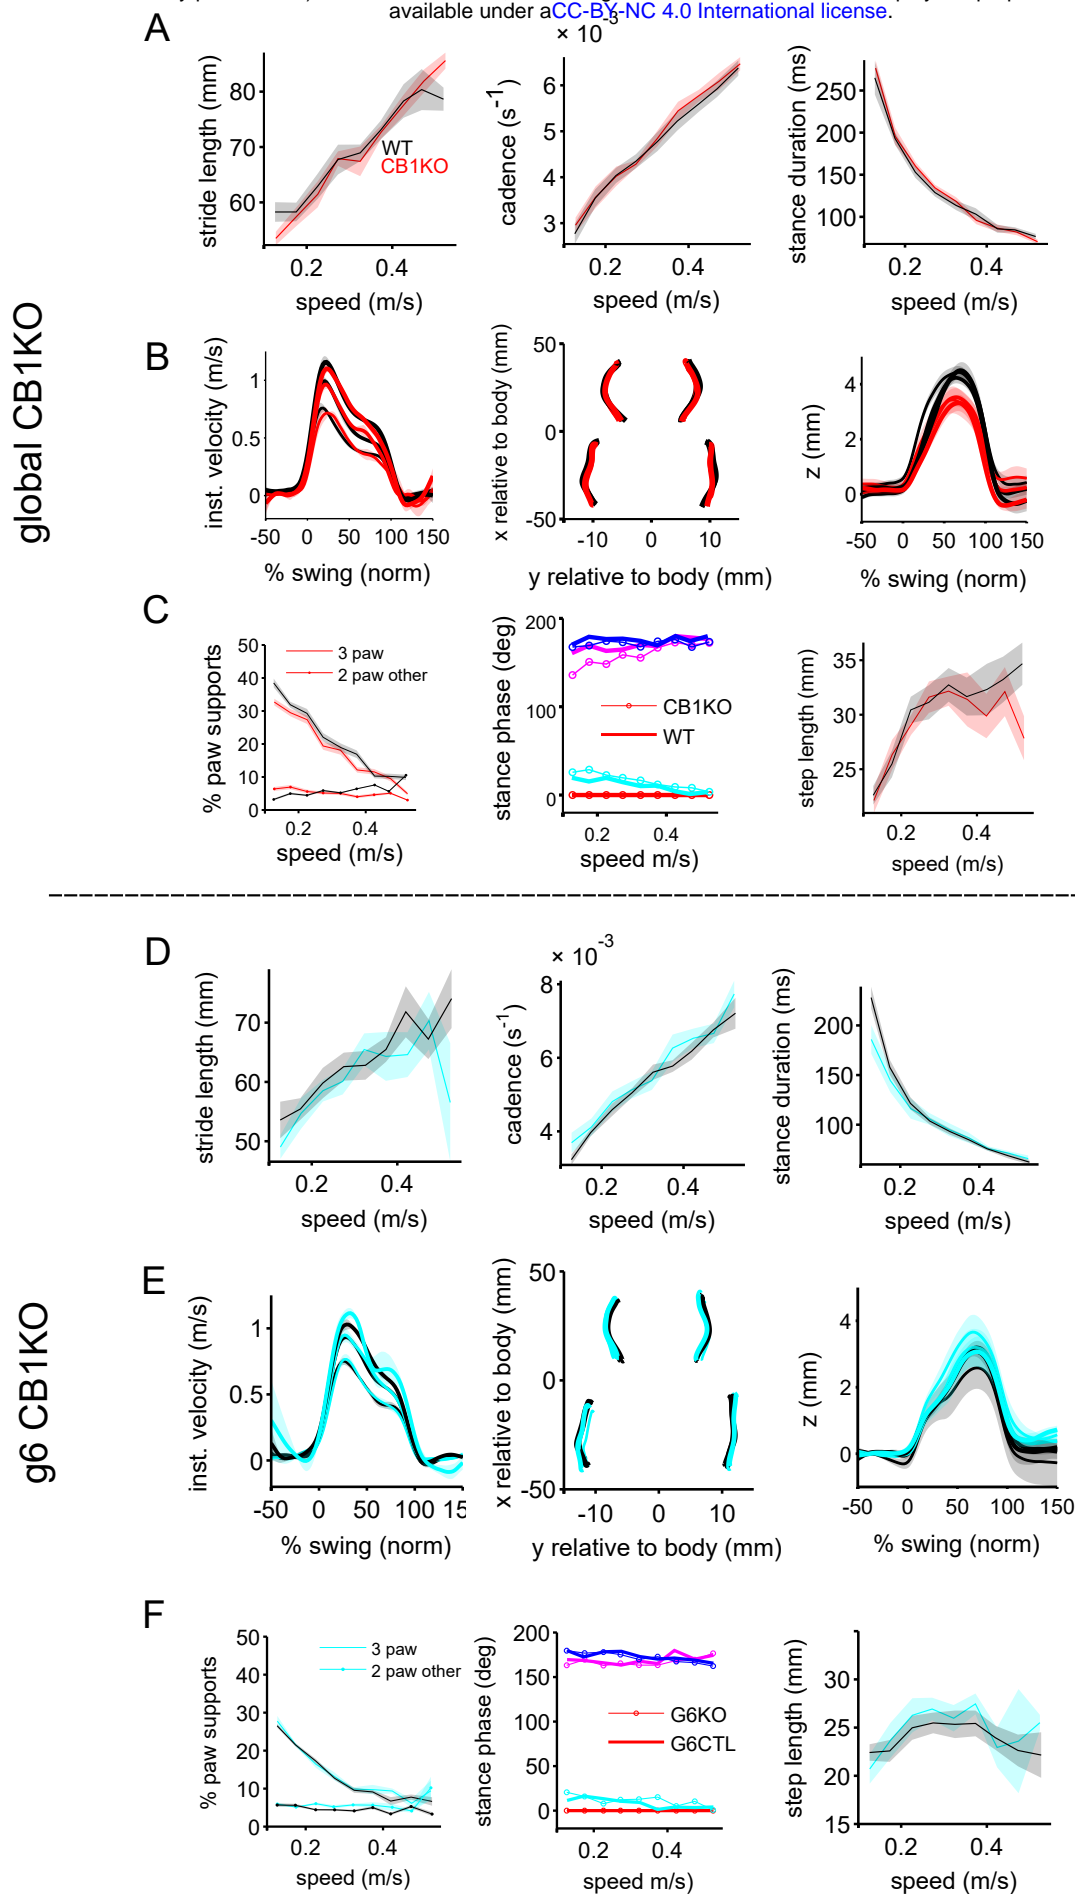 available under aCC-BY-NC 4.0 International license.
A
stride length (mm)
80
70
60
WT
CB1KO
0.2 0.4
speed (m/s)
× 10-3
cadence (s-1)
6
5
4
3
0.2 0.4
speed (m/s)
stance duration (ms)
250
200
150
100
0.2 0.4
speed (m/s)
global CB1KO
B
inst. velocity (m/s)
1
0.5
0
-50 0 50 100 150
% swing (norm)
x relative to body (mm)
50
0
-50
-10 0 10
y relative to body (mm)
z (mm)
4
2
0
-50 0 50 100 150
% swing (norm)
C
% paw supports
50
40
30
20
10
0
3 paw
2 paw other
0.2 0.4
speed (m/s)
stance phase (deg)
200
100
0
CB1KO
WT
0.2 0.4
speed m/s)
step length (mm)
35
30
25
0.2 0.4
speed (m/s)
D
stride length (mm)
70
60
50
0.2 0.4
speed (m/s)
× 10-3
cadence (s-1)
8
6
4
0.2 0.4
speed (m/s)
stance duration (ms)
200
150
100
0.2 0.4
speed (m/s)
g6 CB1KO
E
inst. velocity (m/s)
1
0.5
0
-50 0 50 100
% swing (norm)
x relative to body (mm)
50
0
-50
-10 0 10
y relative to body (mm)
z (mm)
4
2
0
-50 0 50 100 150
% swing (norm)
F
% paw supports
50
40
30
20
10
0
3 paw
2 paw other
0.2 0.4
speed (m/s)
stance phase (deg)
200
150
100
50
0
G6KO
G6CTL
0.2 0.4
speed m/s)
step length (mm)
30
25
20
15
0.2 0.4
speed (m/s)